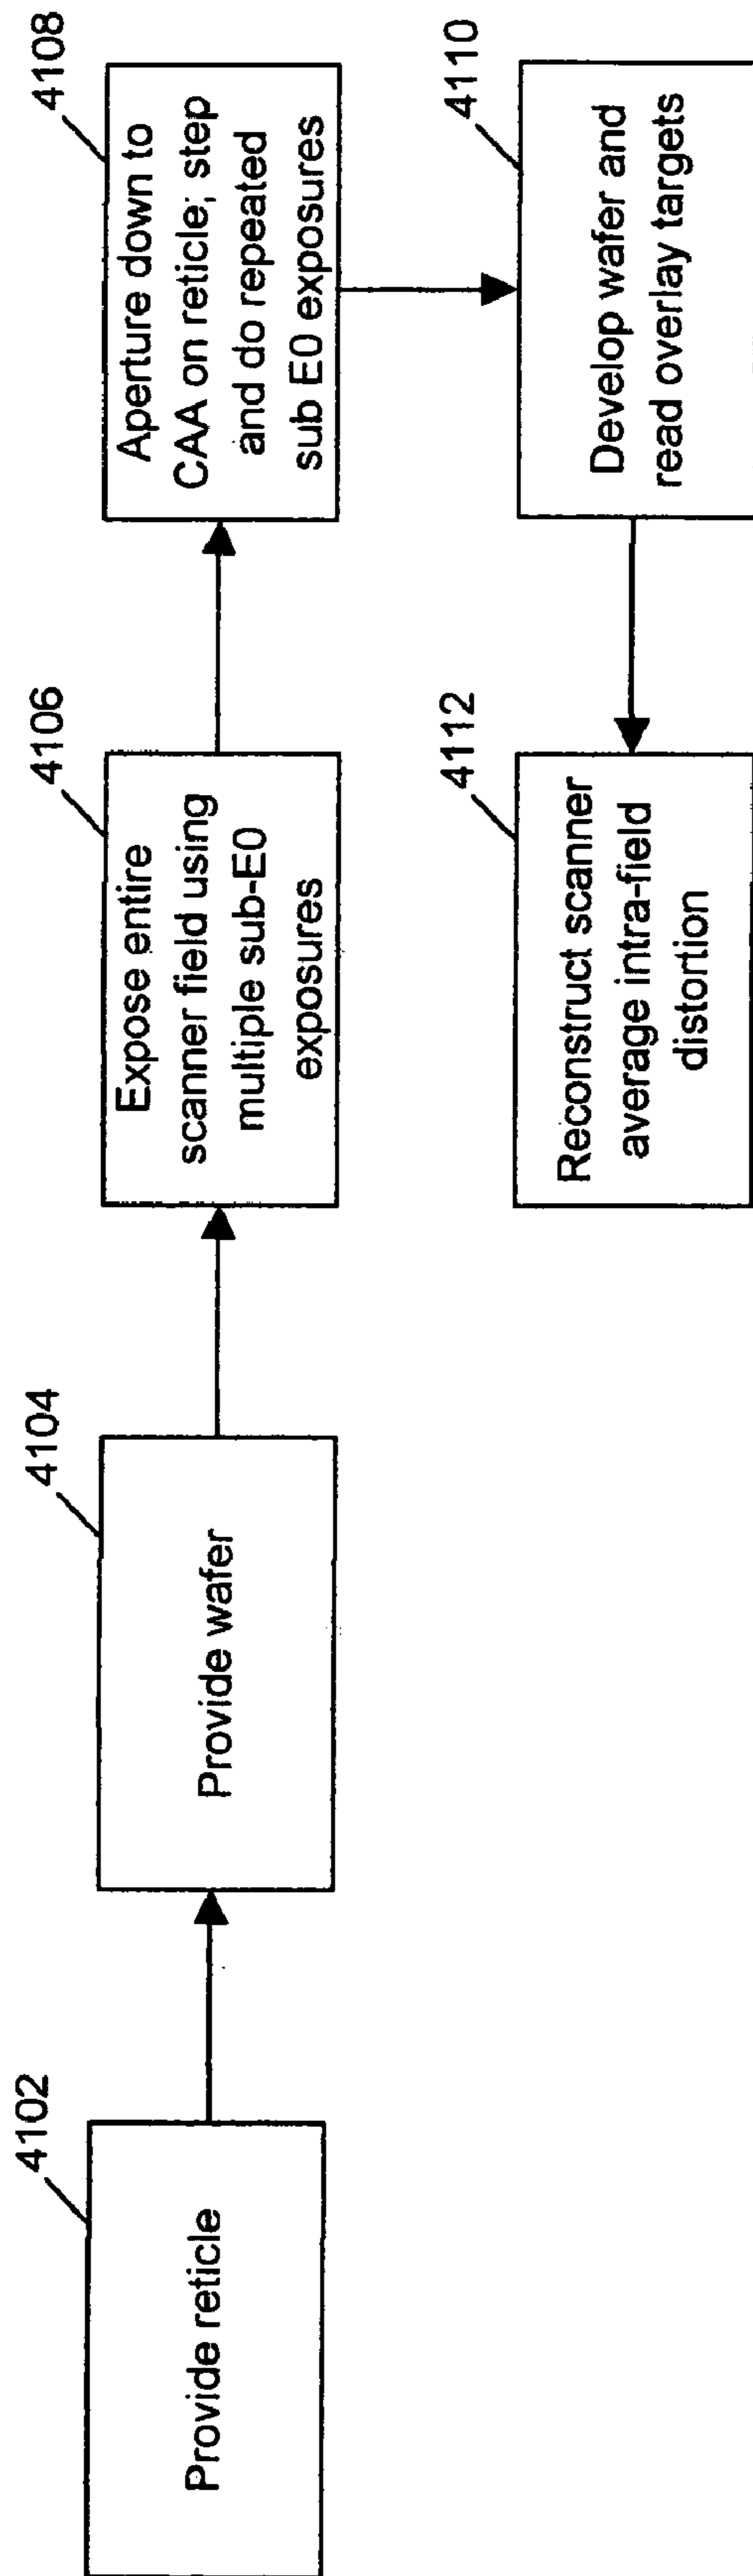 4102
Provide reticle
4104
Provide wafer
4106
Expose entire
scanner field using
multiple sub-E0
exposures
4108
Aperture down to
CAA on reticle; step
and do repeated
sub E0 exposures
4110
Develop wafer and
read overlay targets
4112
Reconstruct scanner
average intra-field
distortion